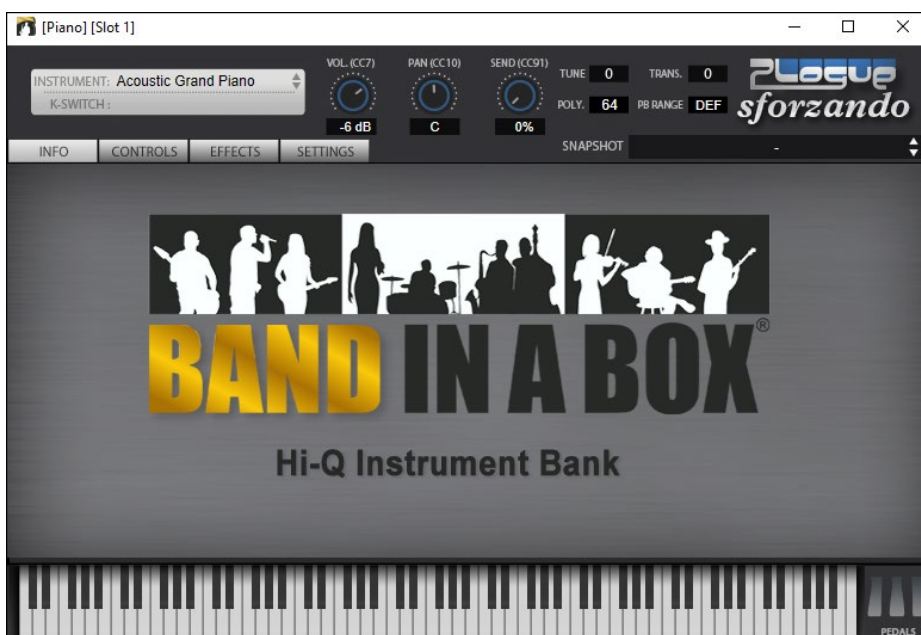 [Piano] [Slot 1]
INSTRUMENT: Acoustic Grand Piano
K-SWITCH :
VOL. (CC7)
-6 dB
PAN (CC10)
C
SEND (CC91)
0%
TUNE 0 TRANS. 0
POLY. 64 PB RANGE DEF
PLOGUE
sforzando
INFO CONTROLS EFFECTS SETTINGS
SNAPSHOT -
BAND IN A BOX®
Hi-Q Instrument Bank
PEDALS